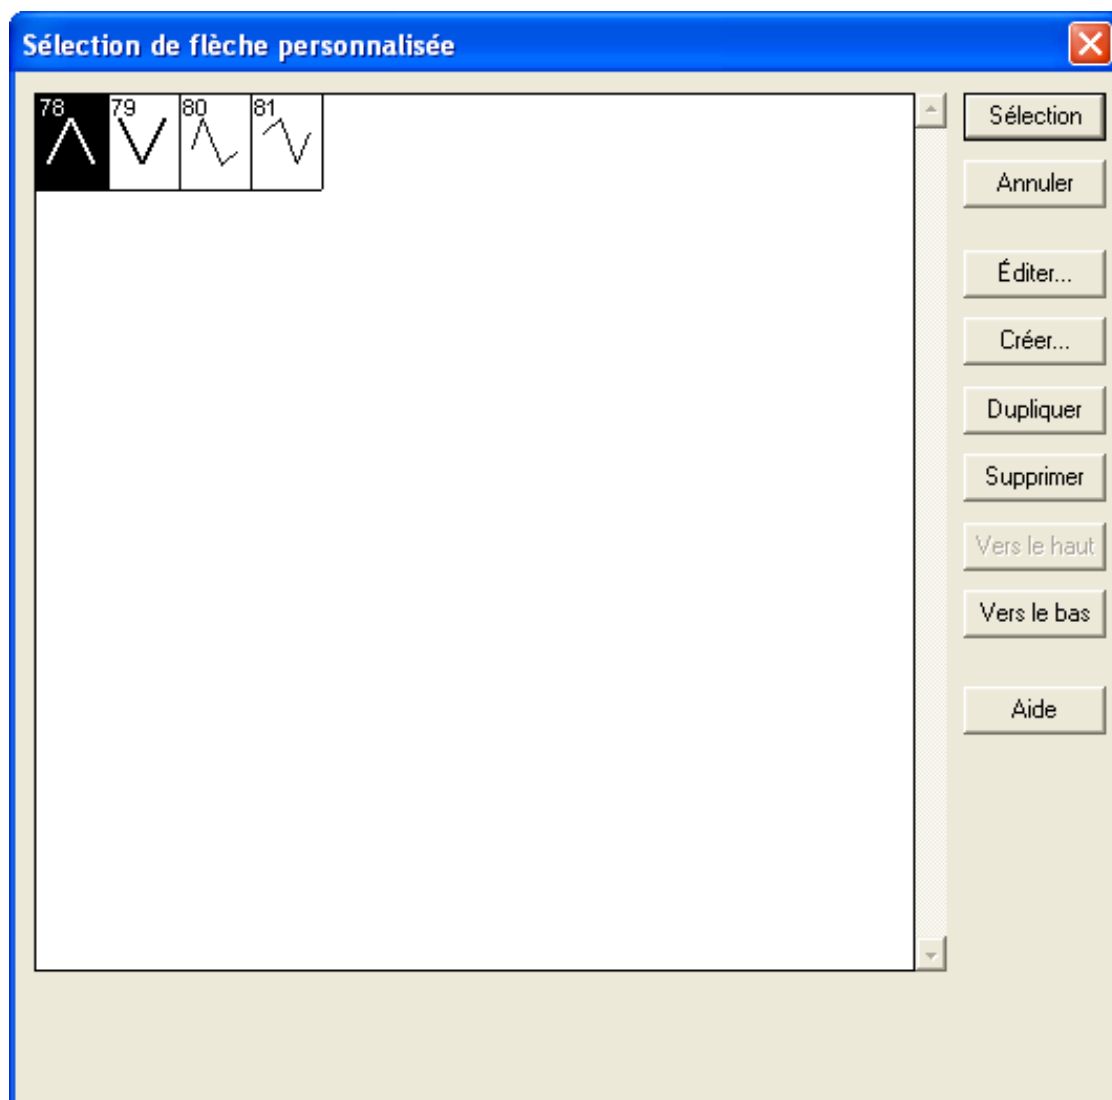 Sélection de flèche personnalisée
78 79 80 81
Sélection
Annuler
Éditer...
Créer...
Dupliquer
Supprimer
Vers le haut
Vers le bas
Aide